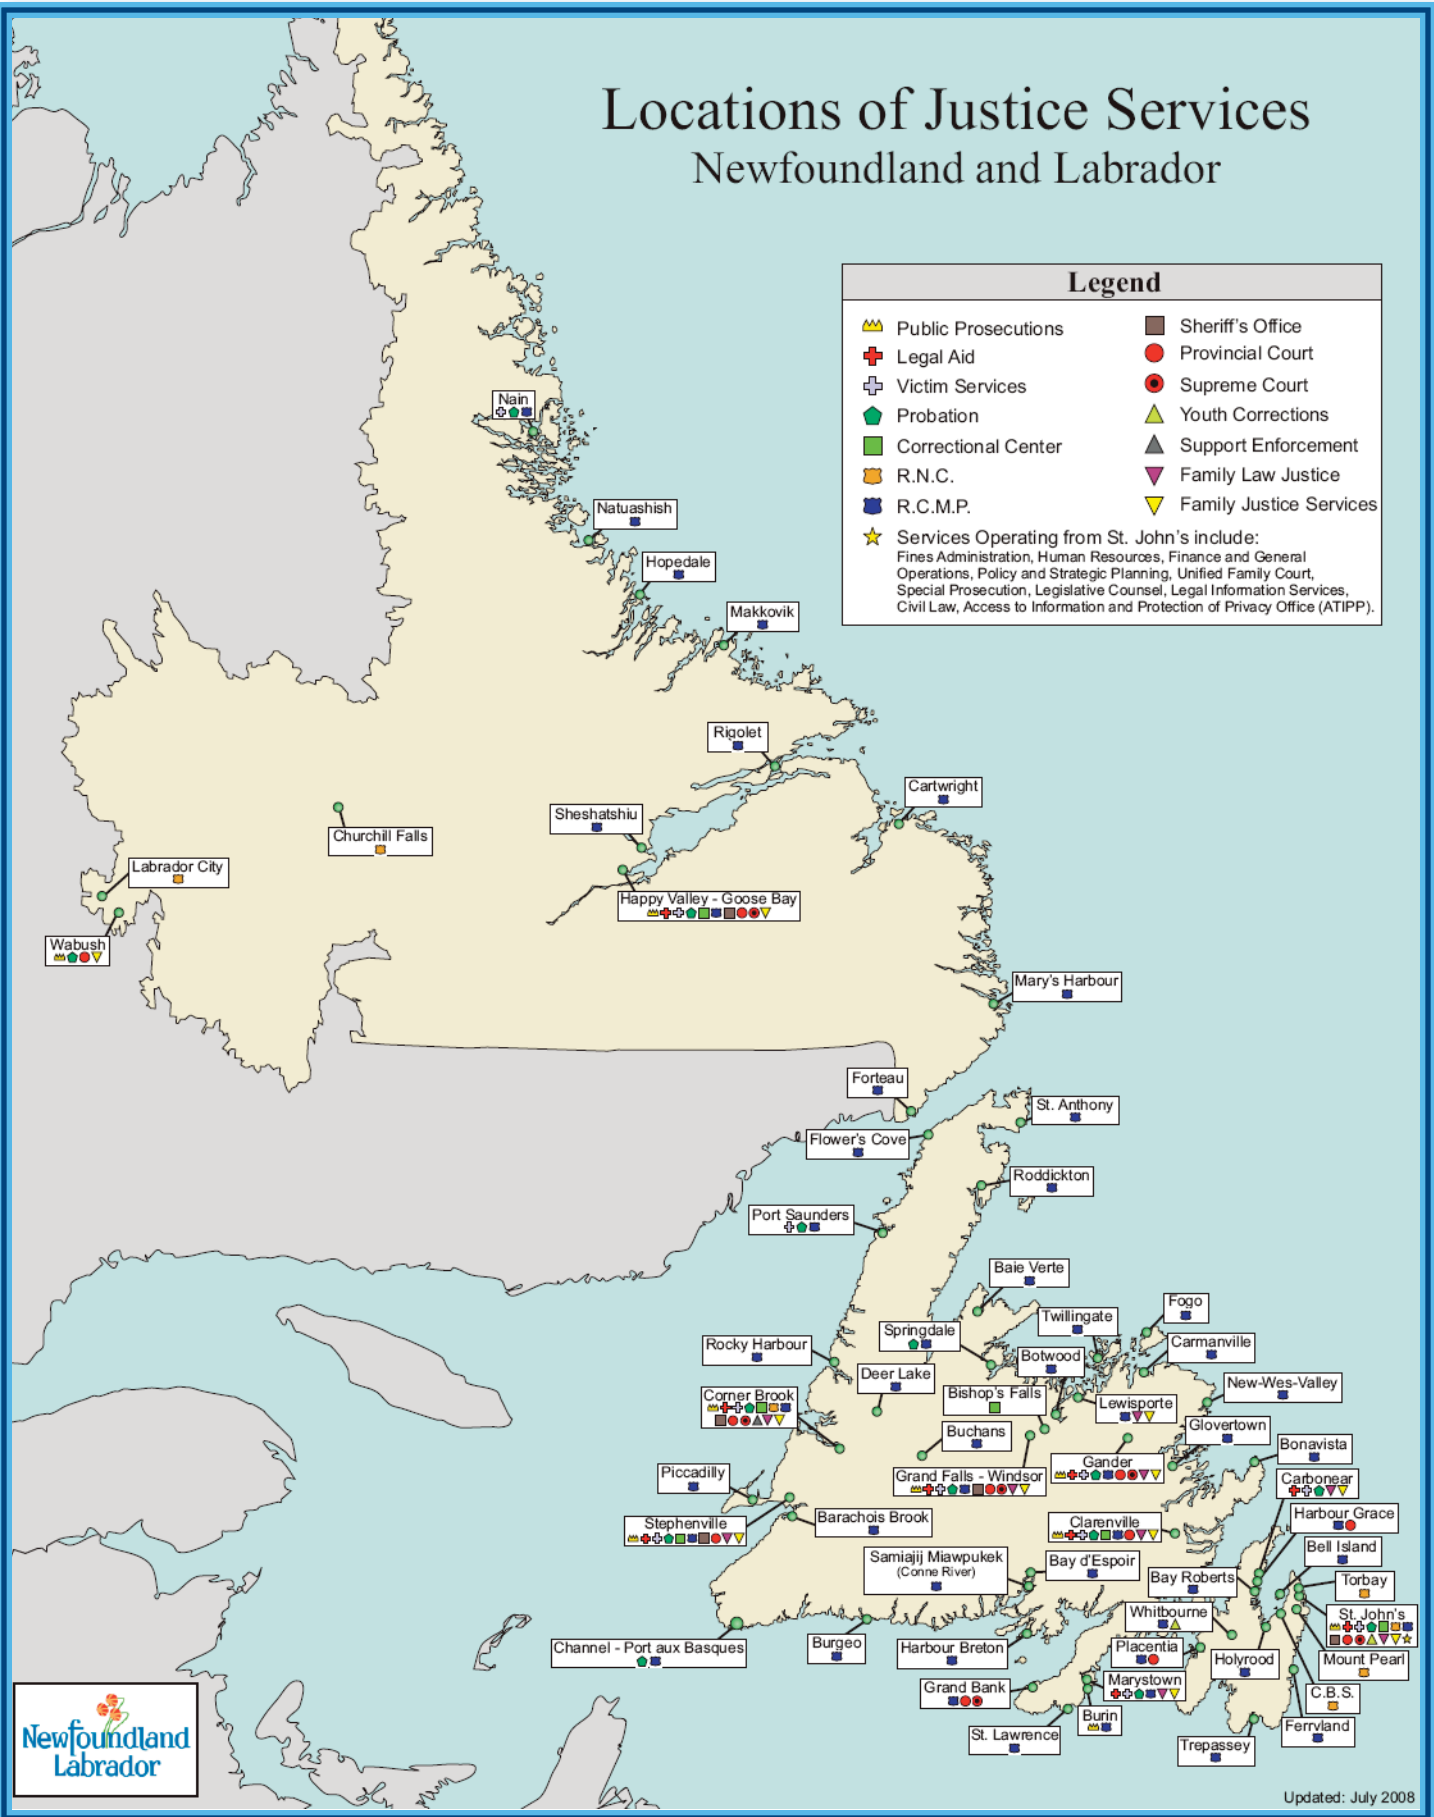 Locations of Justice Services
Newfoundland and Labrador
Legend
Public Prosecutions
Legal Aid
Victim Services
Probation
Correctional Center
R.N.C.
R.C.M.P.
Sheriff's Office
Provincial Court
Supreme Court
Youth Corrections
Support Enforcement
Family Law Justice
Family Justice Services
Services Operating from St. John's include:
Fines Administration, Human Resources, Finance and General
Operations, Policy and Strategic Planning, Unified Family Court,
Special Prosecution, Legislative Counsel, Legal Information Services,
Civil Law, Access to Information and Protection of Privacy Office (ATIPP).
Nain
Natuashish
Hopedale
Makkovik
Rigolet
Cartwright
Sheshatshiu
Churchill Falls
Labrador City
Happy Valley - Goose Bay
Wabush
Mary's Harbour
Forteau
St. Anthony
Flower's Cove
Roddickton
Port Saunders
Baie Verte
Fogo
Twillingate
Springdale
Carmanville
Rocky Harbour
Botwood
Deer Lake
New-Wes-Valley
Corner Brook
Bishop's Falls
Lewisporte
Glovertown
Buchans
Bonavista
Gander
Piccadilly
Grand Falls - Windsor
Carbonear
Harbour Grace
Stephenville
Barachois Brook
Clarenville
Bell Island
Samiajij Miawpukek
(Conne River)
Bay d'Espoir
Bay Roberts
Torbay
Whitbourne
St. John's
Channel - Port aux Basques
Burgeo
Harbour Breton
Placentia
Holyrood
Mount Pearl
Grand Bank
Marystown
C.B.S.
Burin
St. Lawrence
Ferryland
Trepassey
Newfoundland
Labrador
Updated: July 2008